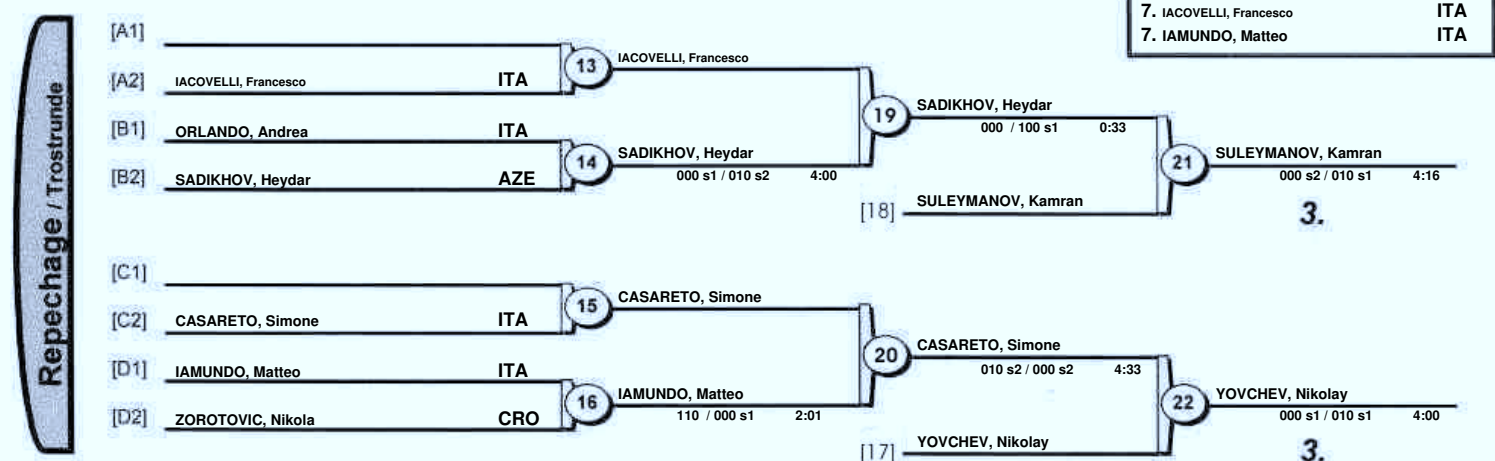 7. IACOVELLI, Francesco ITA
7. IAMUNDO, Matteo ITA
Repechage / Trostrunde
[A1]
[A2] IACOVELLI, Francesco ITA
13 IACOVELLI, Francesco
[B1] ORLANDO, Andrea ITA
[B2] SADIKHOV, Heydar AZE
14 SADIKHOV, Heydar
000 s1 / 010 s2 4:00
19 SADIKHOV, Heydar
000 / 100 s1 0:33
[18] SULEYMANOV, Kamran
21 SULEYMANOV, Kamran
000 s2 / 010 s1 4:16
3.
[C1]
[C2] CASARETO, Simone ITA
15 CASARETO, Simone
[D1] IAMUNDO, Matteo ITA
[D2] ZOROTOVIC, Nikola CRO
16 IAMUNDO, Matteo
110 / 000 s1 2:01
20 CASARETO, Simone
010 s2 / 000 s2 4:33
[17] YOVCHEV, Nikolay
22 YOVCHEV, Nikolay
000 s1 / 010 s1 4:00
3.